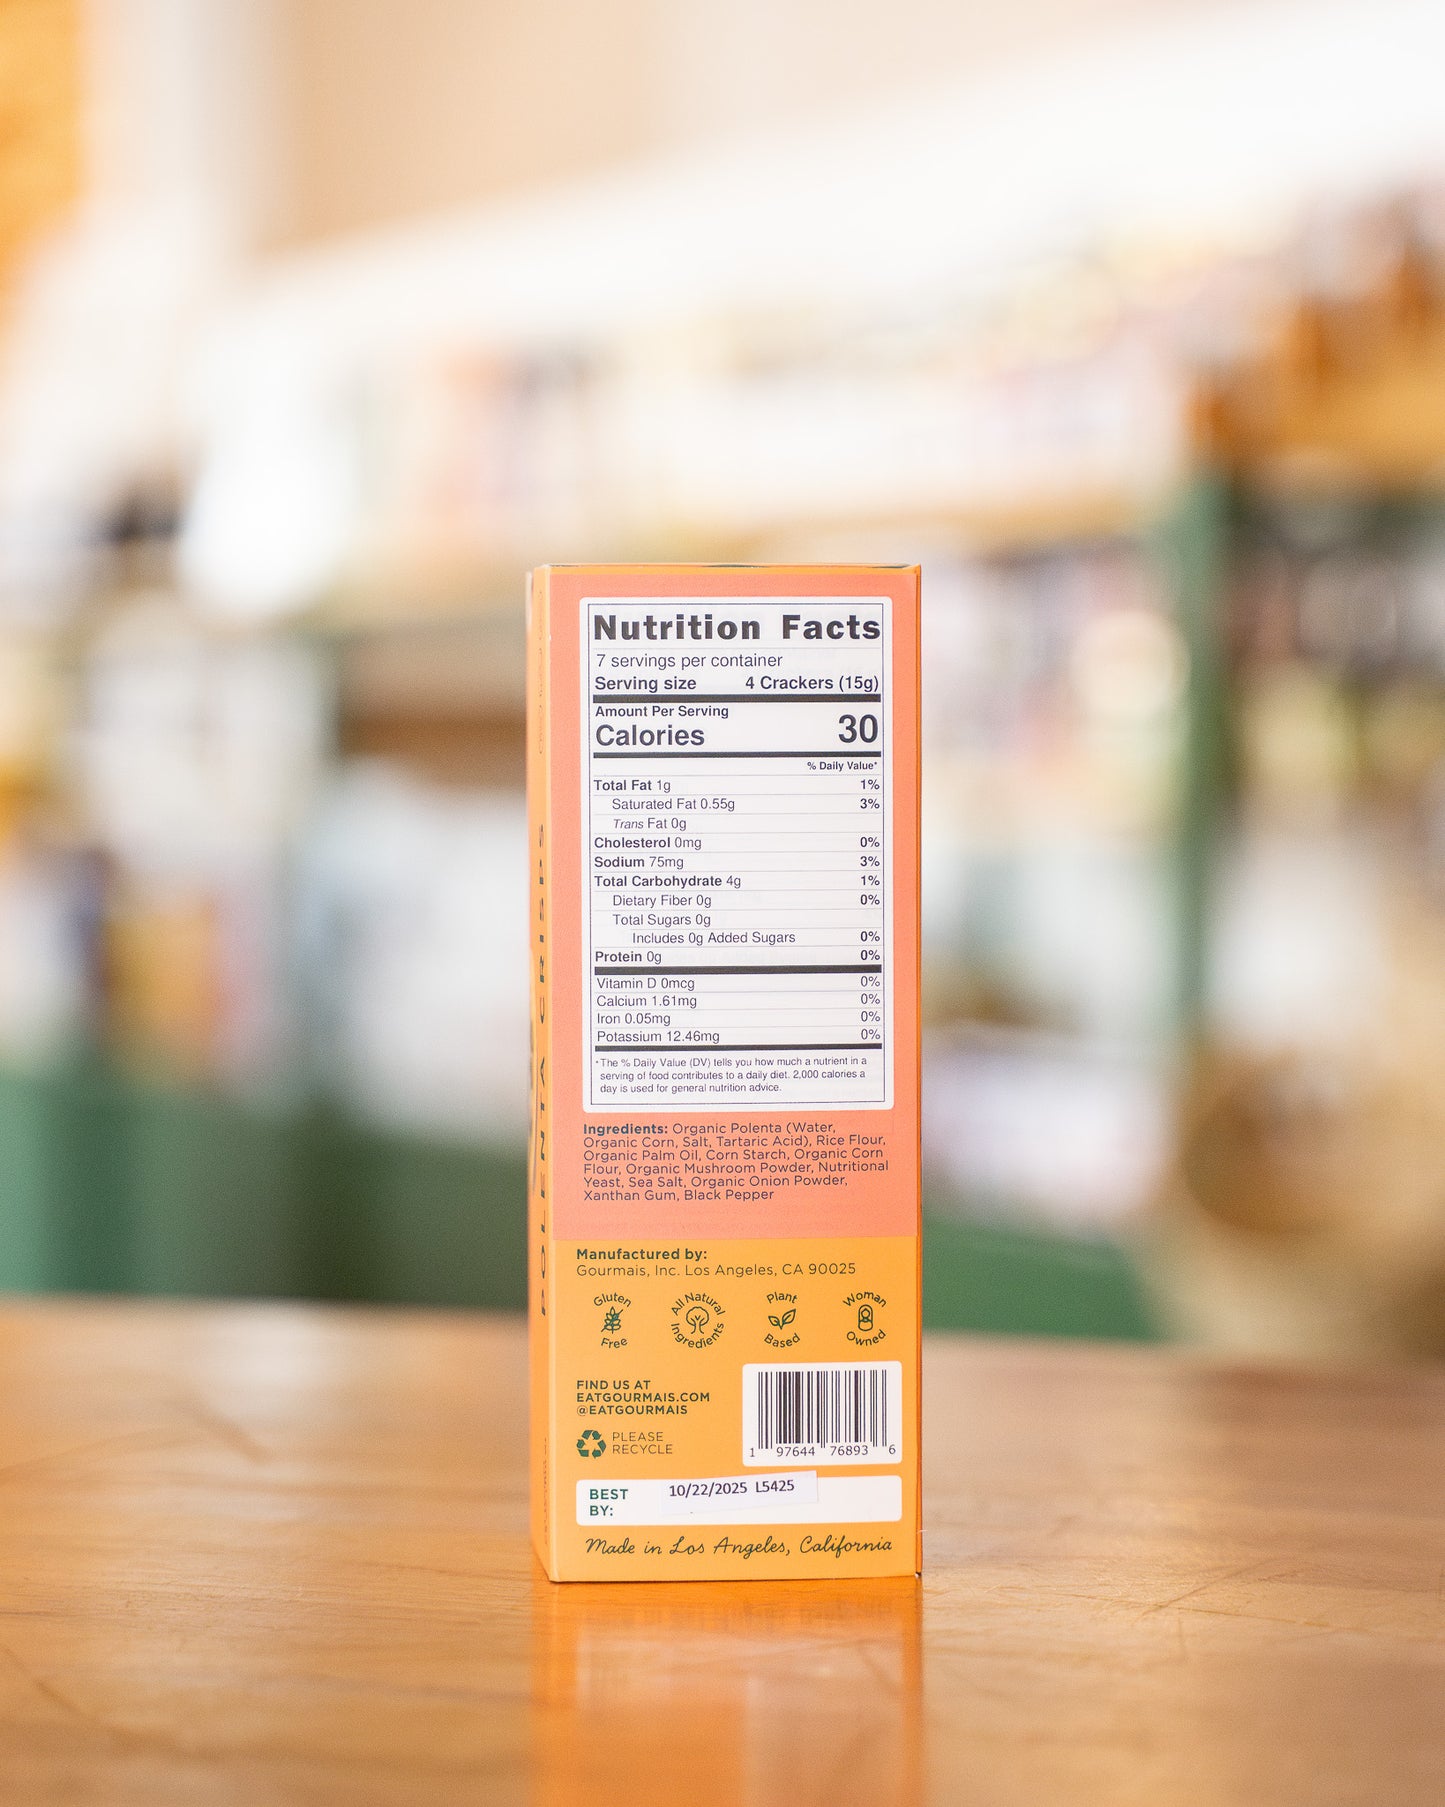 Nutrition Facts
7 servings per container
Serving size 4 Crackers (15g)
Amount Per Serving
Calories 30
% Daily Value*
Total Fat 1g 1%
Saturated Fat 0.55g 3%
Trans Fat 0g
Cholesterol 0mg 0%
Sodium 75mg 3%
Total Carbohydrate 4g 1%
Dietary Fiber 0g 0%
Total Sugars 0g
Includes 0g Added Sugars 0%
Protein 0g 0%
Vitamin D 0mcg 0%
Calcium 1.61mg 0%
Iron 0.05mg 0%
Potassium 12.46mg 0%
*The % Daily Value (DV) tells you how much a nutrient in a
serving of food contributes to a daily diet. 2,000 calories a
day is used for general nutrition advice.
Ingredients: Organic Polenta (Water,
Organic Corn, Salt, Tartaric Acid), Rice Flour,
Organic Palm Oil, Corn Starch, Organic Corn
Flour, Organic Mushroom Powder, Nutritional
Yeast, Sea Salt, Organic Onion Powder,
Xanthan Gum, Black Pepper
Manufactured by:
Gourmais, Inc. Los Angeles, CA 90025
Gluten Free
All Natural Ingredients
Plant Based
Woman Owned
FIND US AT
EATGOURMAIS.COM
@EATGOURMAIS
PLEASE
RECYCLE
1 97644 76893 6
BEST
BY:
10/22/2025 L5425
Made in Los Angeles, California
POLENTA CRISPS